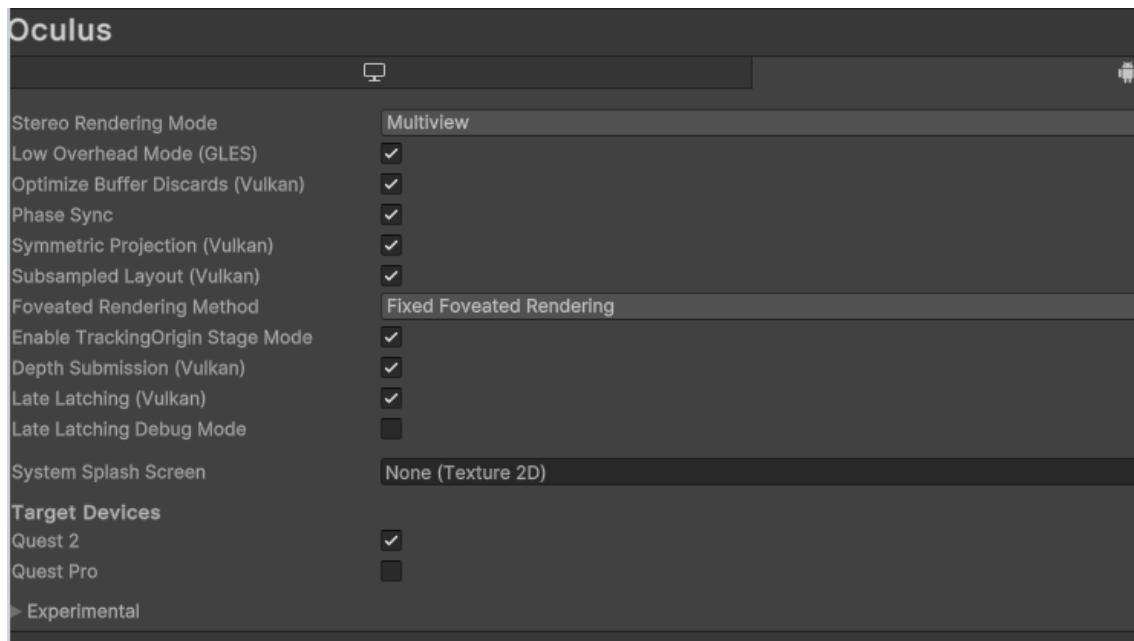 Oculus
Stereo Rendering Mode Multiview
Low Overhead Mode (GLES)
Optimize Buffer Discards (Vulkan)
Phase Sync
Symmetric Projection (Vulkan)
Subsampled Layout (Vulkan)
Foveated Rendering Method Fixed Foveated Rendering
Enable TrackingOrigin Stage Mode
Depth Submission (Vulkan)
Late Latching (Vulkan)
Late Latching Debug Mode
System Splash Screen None (Texture 2D)
Target Devices
Quest 2
Quest Pro
Experimental